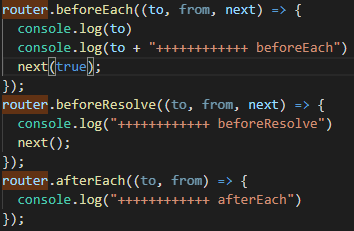 router.beforeEach((to, from, next) => {
  console.log(to)
  console.log(to + "++++++++++++ beforeEach")
  next(true);
});
router.beforeResolve((to, from, next) => {
  console.log("++++++++++++ beforeResolve")
  next();
});
router.afterEach((to, from) => {
  console.log("++++++++++++ afterEach")
});